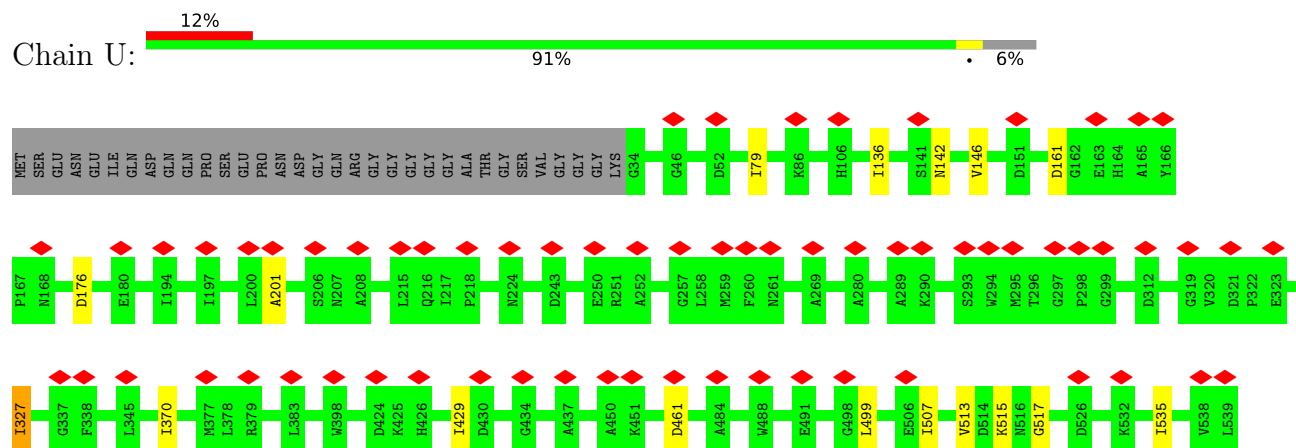 12%
Chain U:
91%
•
6%
MET SER GLU ASN GLU ILE GLN ASP GLN GLN PRO SER GLU PRO ASN ASP GLY GLN ARG GLY GLY GLY GLY ALA THR GLY SER VAL GLY GLY GLY LYS G34 G46 D52 I79 K86 H106 I136 S141 N142 V146 D151 D161 G162 E163 H164 A165 Y166
P167 N168 D176 E180 I194 I197 L200 A201 S206 N207 A208 L215 Q216 I217 P218 N224 D243 E250 R251 A252 G257 L258 M259 F260 N261 A269 A280 A289 K290 S293 W294 M295 T296 G297 P298 G299 D312 G319 V320 D321 P322 E323
I327 G337 F338 L345 I370 M377 L378 R379 L383 W398 D424 K425 H426 I429 D430 G434 A437 A450 K451 D461 A484 W488 E491 G498 L499 E506 I507 V513 D514 K515 N516 G517 D526 K532 I535 V538 L539